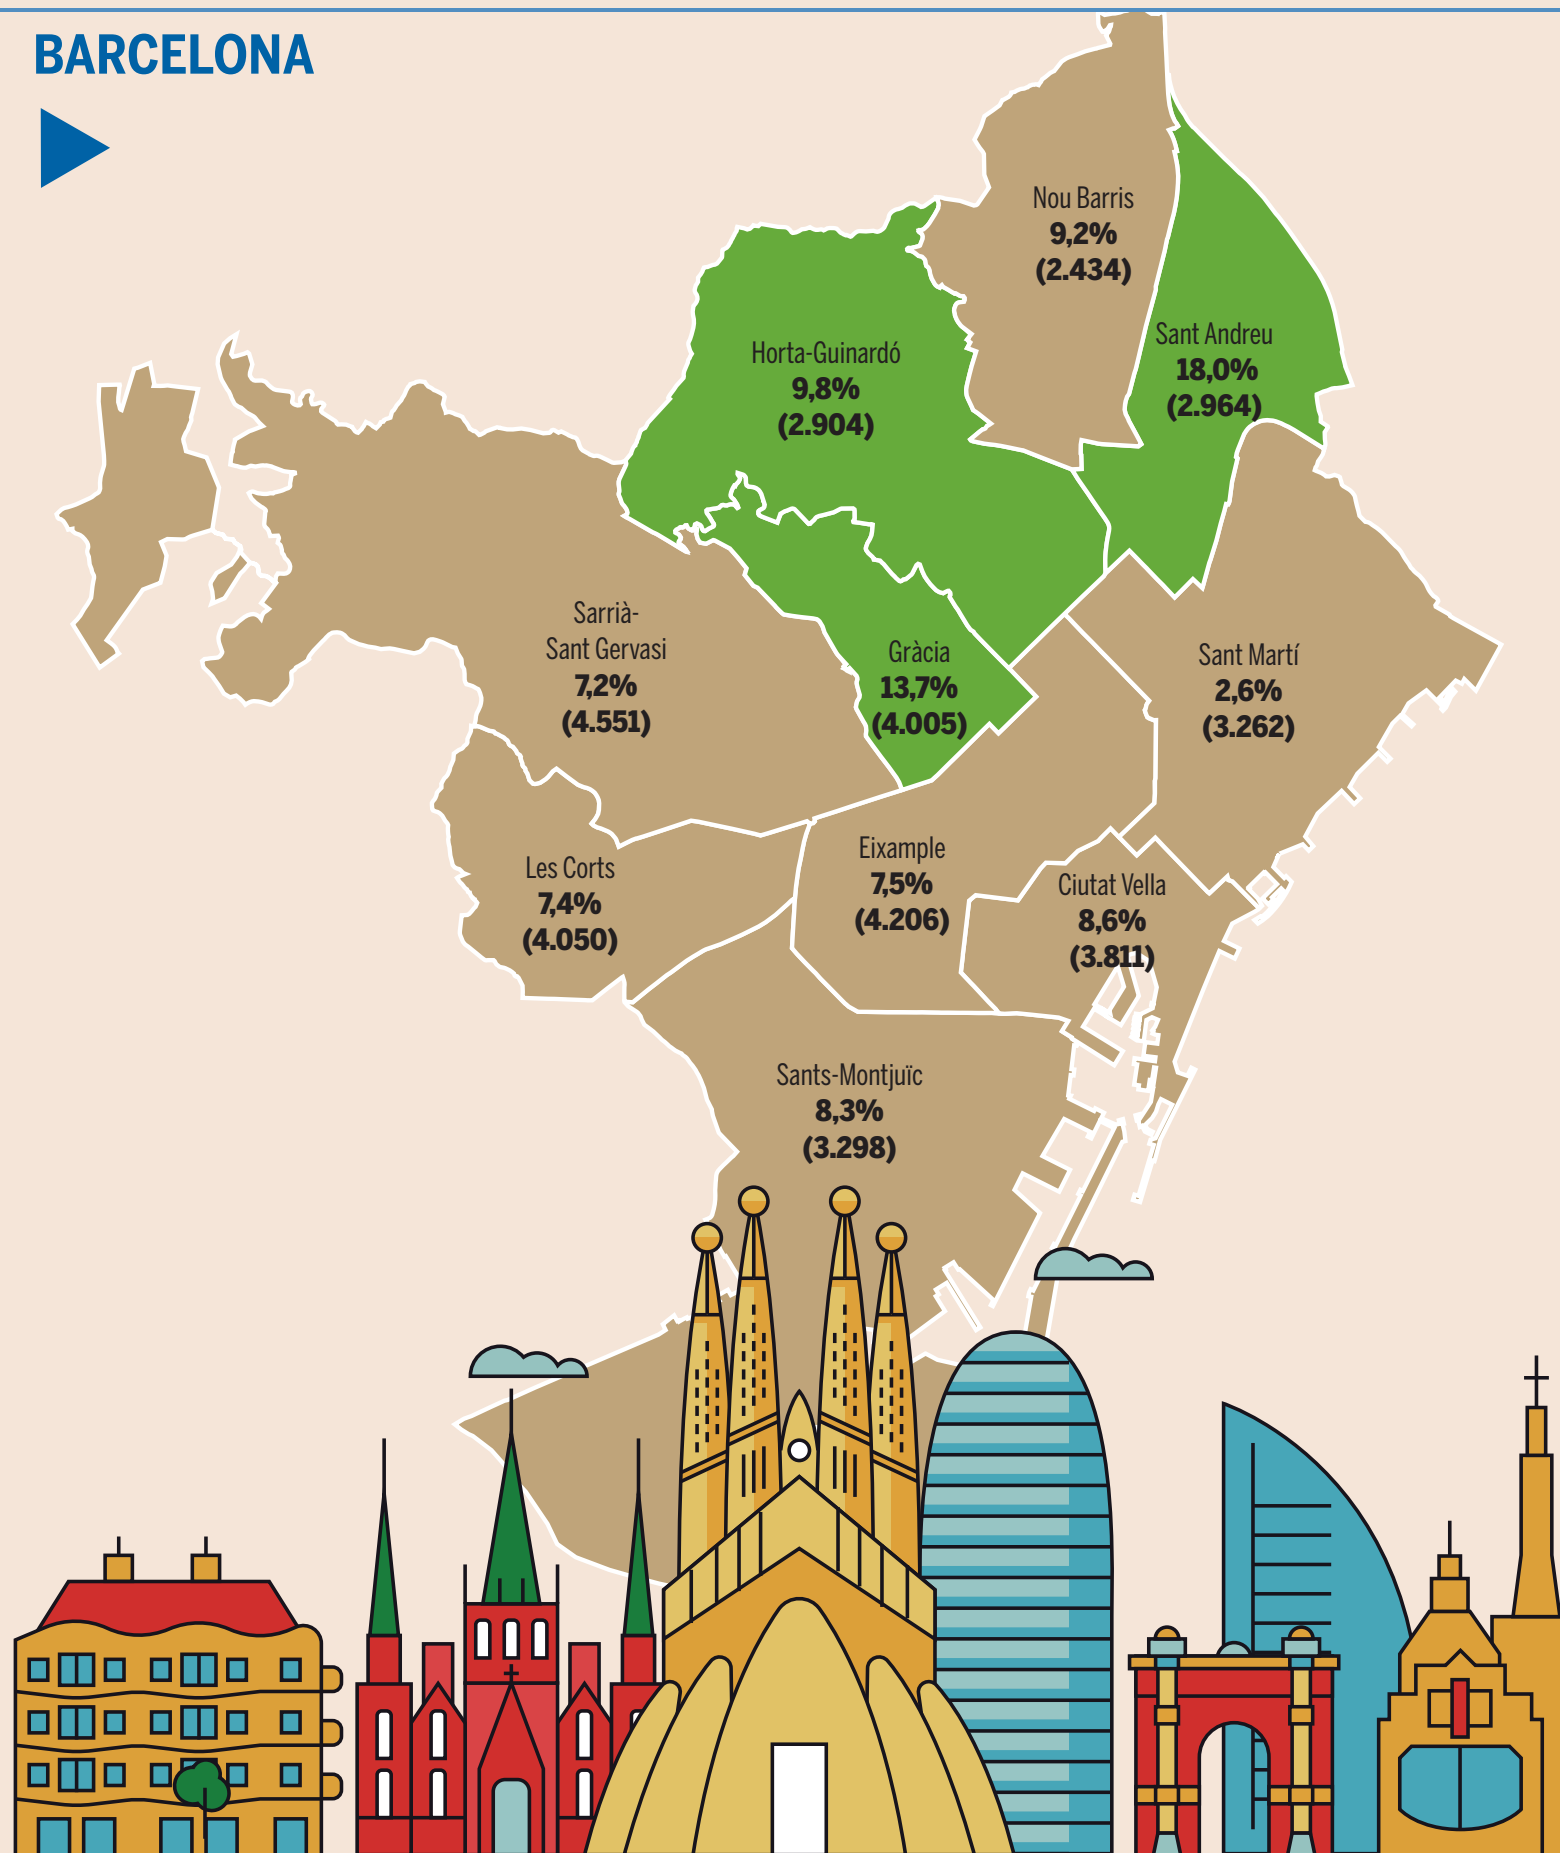 BARCELONA
Nou Barris
9,2%
(2.434)
Sant Andreu
18,0%
(2.964)
Horta-Guinardó
9,8%
(2.904)
Sarrià-
Sant Gervasi
7,2%
(4.551)
Gràcia
13,7%
(4.005)
Sant Martí
2,6%
(3.262)
Les Corts
7,4%
(4.050)
Eixample
7,5%
(4.206)
Ciutat Vella
8,6%
(3.811)
Sants-Montjuïc
8,3%
(3.298)